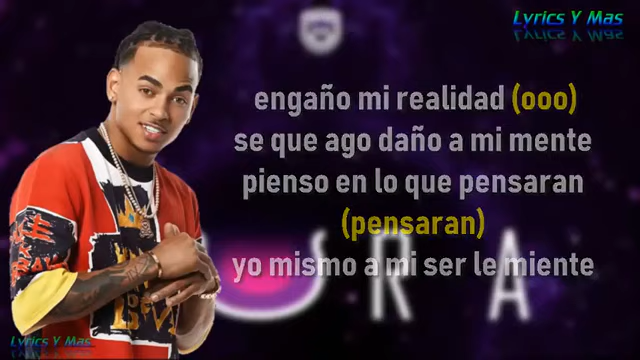 Lyrics Y Mas
engaño mi realidad (ooo)
se que ago daño a mi mente
pienso en lo que pensaran
(pensaran)
yo mismo a mi ser le miente
R A
Lyrics Y Mas